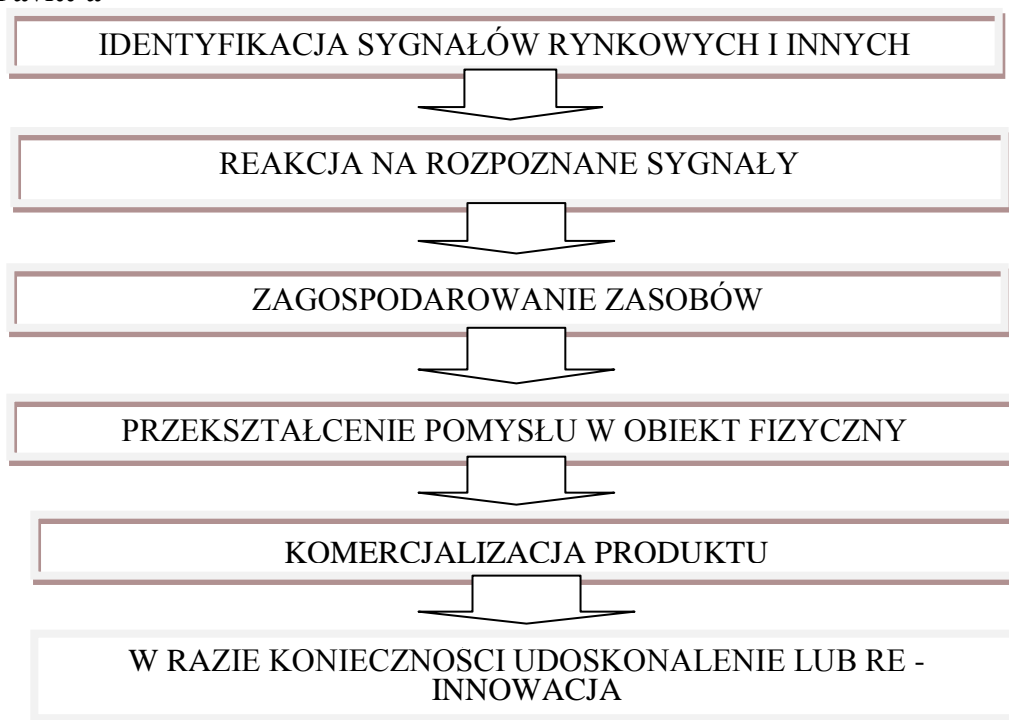 IDENTYFIKACJA SYGNAŁÓW RYNKOWYCH I INNYCH
REAKCJA NA ROZPOZNANE SYGNAŁY
ZAGOSPODAROWANIE ZASOBÓW
PRZEKSZTAŁCENIE POMYSŁU W OBIEKT FIZYCZNY
KOMERCJALIZACJA PRODUKTU
W RAZIE KONIECZNOŚCI UDOSKONALENIE LUB RE -
INNOWACJA